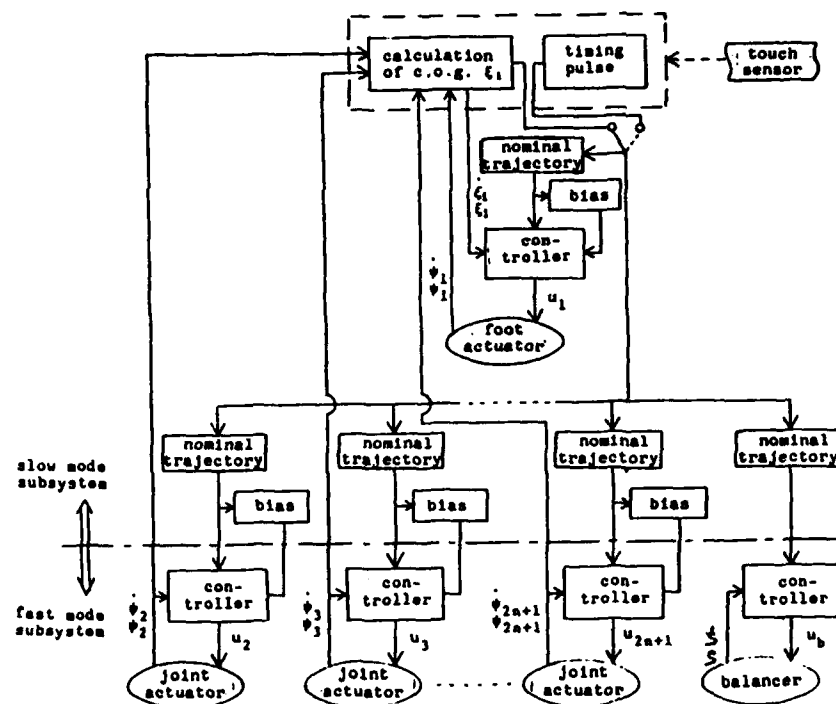 calculation
of c.o.g. ξ₁
timing
pulse
touch
sensor
nominal
trajectory
ξ̇₁
ξ₁
bias
con-
troller
ψ̇₁
ψ₁
u₁
foot
actuator
nominal
trajectory
nominal
trajectory
nominal
trajectory
nominal
trajectory
slow mode
subsystem
bias
bias
bias
fast mode
subsystem
con-
troller
con-
troller
con-
troller
con-
troller
ψ̇₂
ψ₂
ψ̇₃
ψ₃
ψ̇₂ₙ₊₁
ψ₂ₙ₊₁
u₂
u₃
u₂ₙ₊₁
u_b
joint
actuator
joint
actuator
joint
actuator
balancer